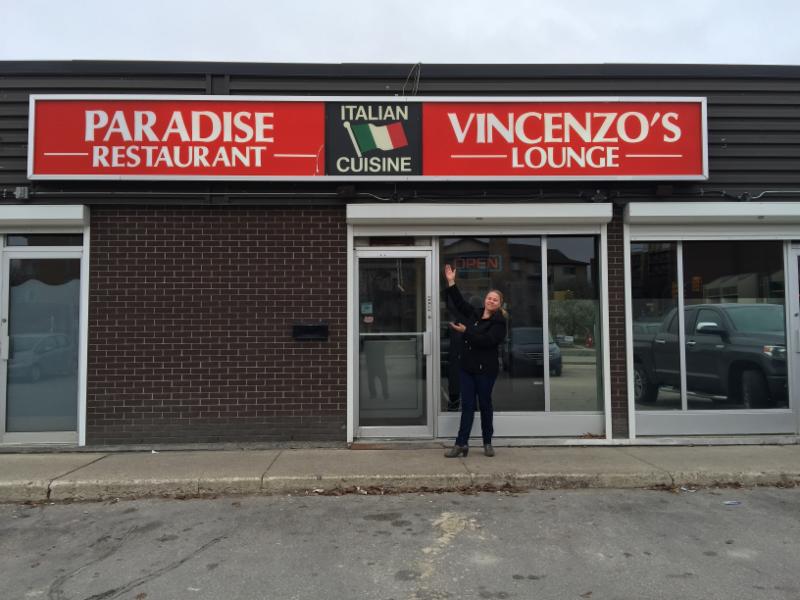 PARADISE
RESTAURANT
ITALIAN
CUISINE
VINCENZO'S
LOUNGE
OPEN